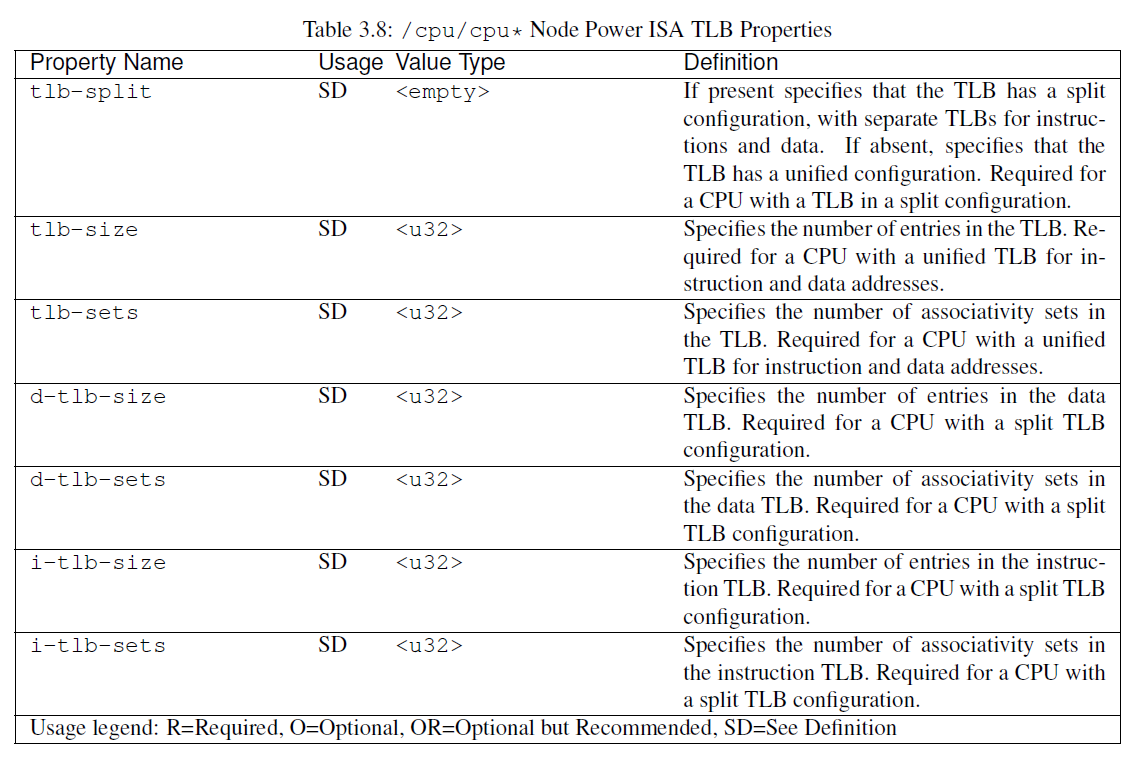 Table 3.8: /cpu/cpu* Node Power ISA TLB Properties
Property Name Usage Value Type Definition
tlb-split SD <empty> If present specifies that the TLB has a split
configuration, with separate TLBs for instruc-
tions and data. If absent, specifies that the
TLB has a unified configuration. Required for
a CPU with a TLB in a split configuration.
tlb-size SD <u32> Specifies the number of entries in the TLB. Re-
quired for a CPU with a unified TLB for in-
struction and data addresses.
tlb-sets SD <u32> Specifies the number of associativity sets in
the TLB. Required for a CPU with a unified
TLB for instruction and data addresses.
d-tlb-size SD <u32> Specifies the number of entries in the data
TLB. Required for a CPU with a split TLB
configuration.
d-tlb-sets SD <u32> Specifies the number of associativity sets in
the data TLB. Required for a CPU with a split
TLB configuration.
i-tlb-size SD <u32> Specifies the number of entries in the instruc-
tion TLB. Required for a CPU with a split TLB
configuration.
i-tlb-sets SD <u32> Specifies the number of associativity sets in
the instruction TLB. Required for a CPU with
a split TLB configuration.
Usage legend: R=Required, O=Optional, OR=Optional but Recommended, SD=See Definition